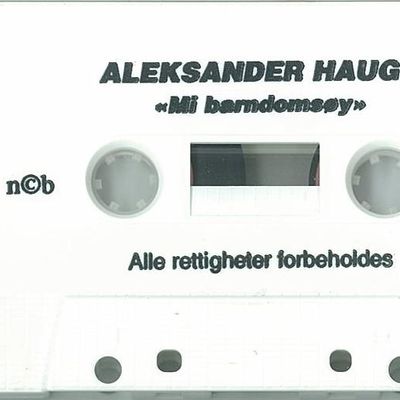 ALEKSANDER HAUG
«Mi barndomsøy»
n©b
Alle rettigheter forbeholdes